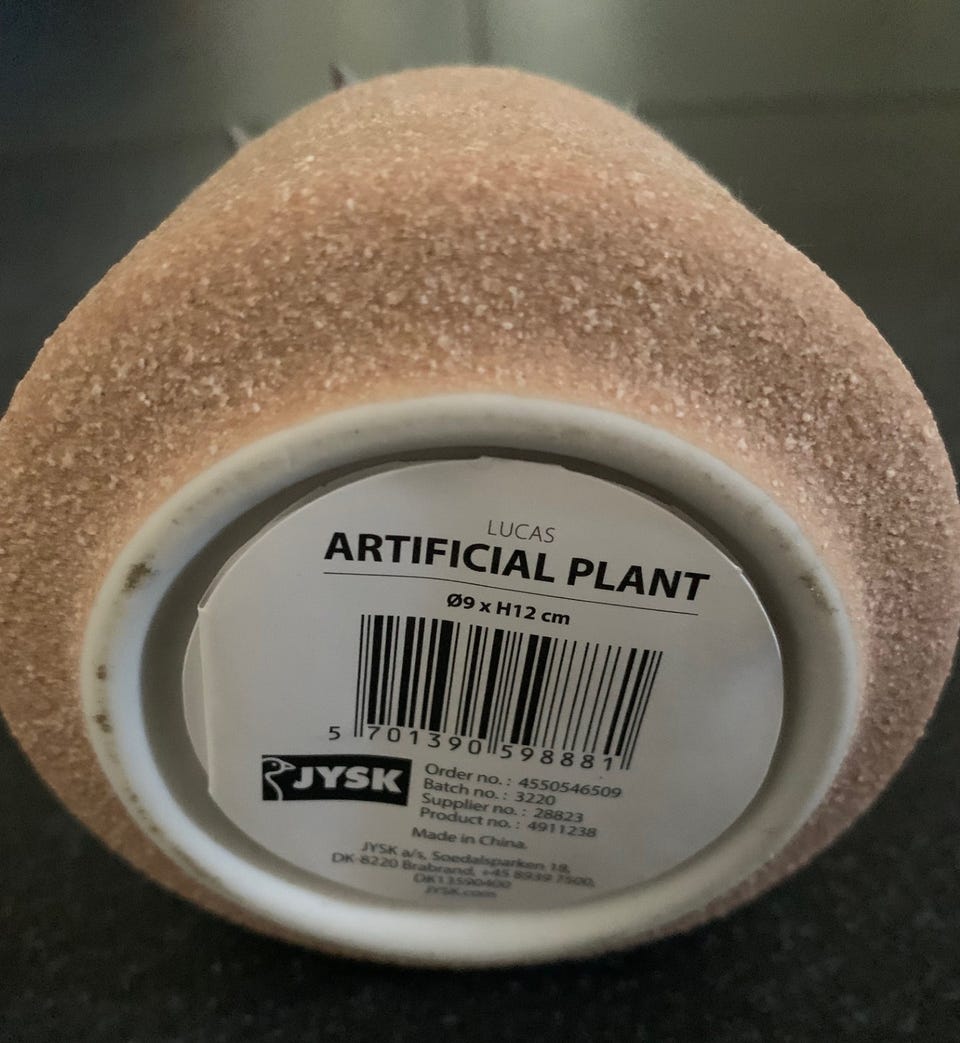 LUCAS
ARTIFICIAL PLANT
Ø9 x H12 cm
5 701390 598881
JYSK
Order no.: 4550546509
Batch no.: 3220
Supplier no.: 28823
Product no.: 4911238
Made in China.
JYSK a/s, Soedalsparken 18,
DK-8220 Brabrand, +45 8939 7500,
DK13590400
JYSK.com